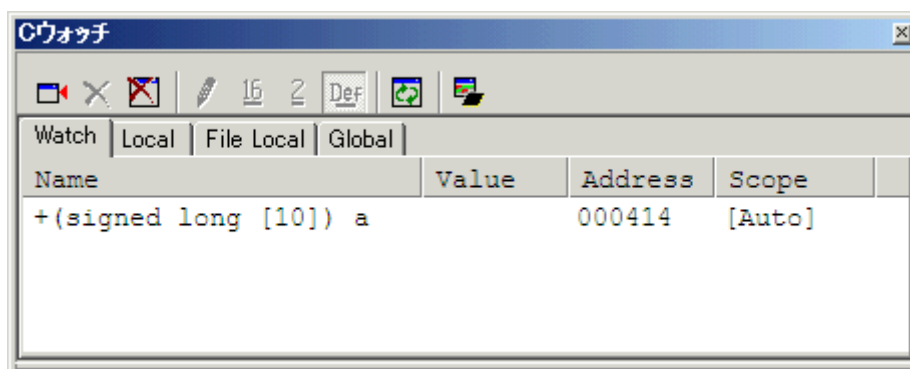 Cウォッチ
16 2 Def
Watch Local File Local Global
Name Value Address Scope
+(signed long [10]) a 000414 [Auto]